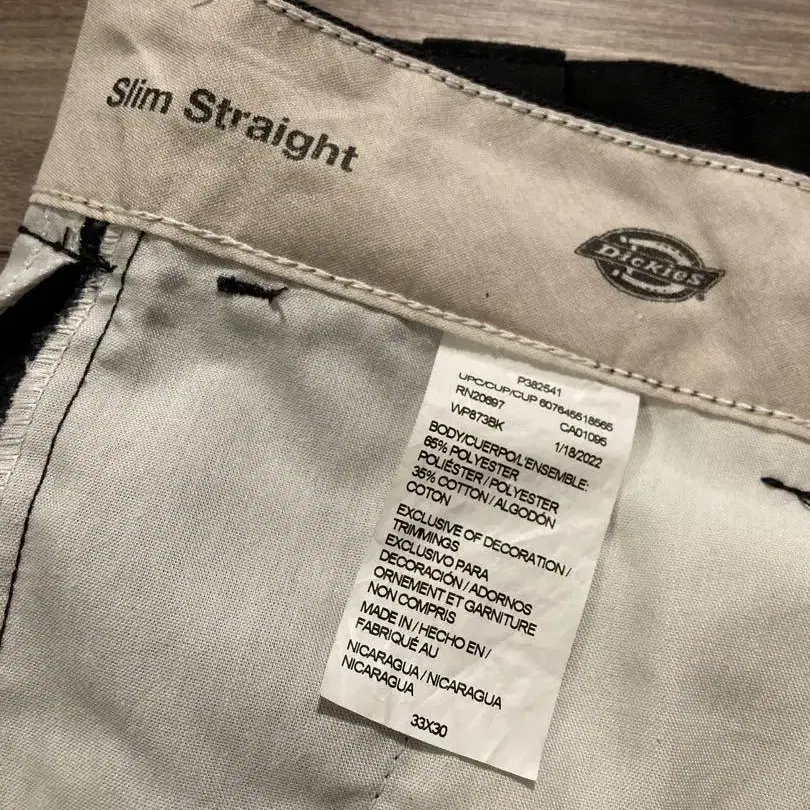 Slim Straight
Dickies
P382541
UPC/CUP/CUP 607645518565
RN20697 CA01095
WP873BK 1/18/2022
BODY/CUERPO/L'ENSEMBLE:
65% POLYESTER
POLIÉSTER / POLYESTER
35% COTTON / ALGODÓN
COTON
EXCLUSIVE OF DECORATION /
TRIMMINGS
EXCLUSIVO PARA
DECORACIÓN / ADORNOS
ORNEMENT ET GARNITURE
NON COMPRIS
MADE IN / HECHO EN /
FABRIQUÉ AU
NICARAGUA / NICARAGUA
NICARAGUA
33X30